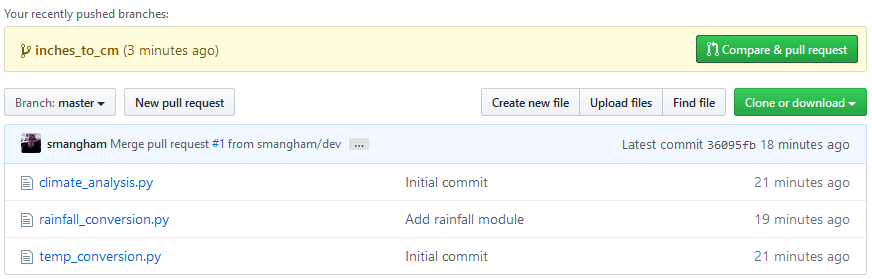 Your recently pushed branches:
inches_to_cm (3 minutes ago) Compare & pull request
Branch: master New pull request Create new file Upload files Find file Clone or download
smangham Merge pull request #1 from smangham/dev ... Latest commit 36095fb 18 minutes ago
climate_analysis.py Initial commit 21 minutes ago
rainfall_conversion.py Add rainfall module 19 minutes ago
temp_conversion.py Initial commit 21 minutes ago